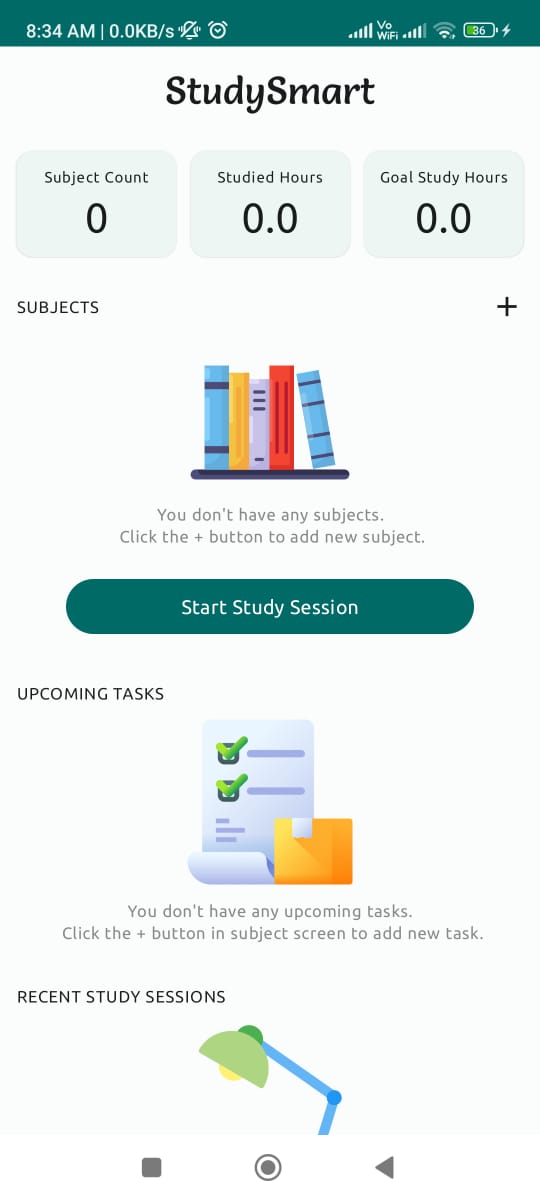 8:34 AM | 0.0KB/s
Vo
WiFi
36
StudySmart
Subject Count
0
Studied Hours
0.0
Goal Study Hours
0.0
SUBJECTS
+
You don't have any subjects.
Click the + button to add new subject.
Start Study Session
UPCOMING TASKS
You don't have any upcoming tasks.
Click the + button in subject screen to add new task.
RECENT STUDY SESSIONS